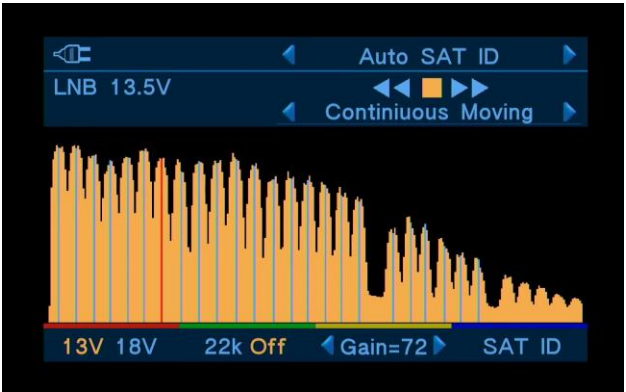 Auto SAT ID
LNB 13.5V
Continiuous Moving
13V 18V 22k Off Gain=72 SAT ID